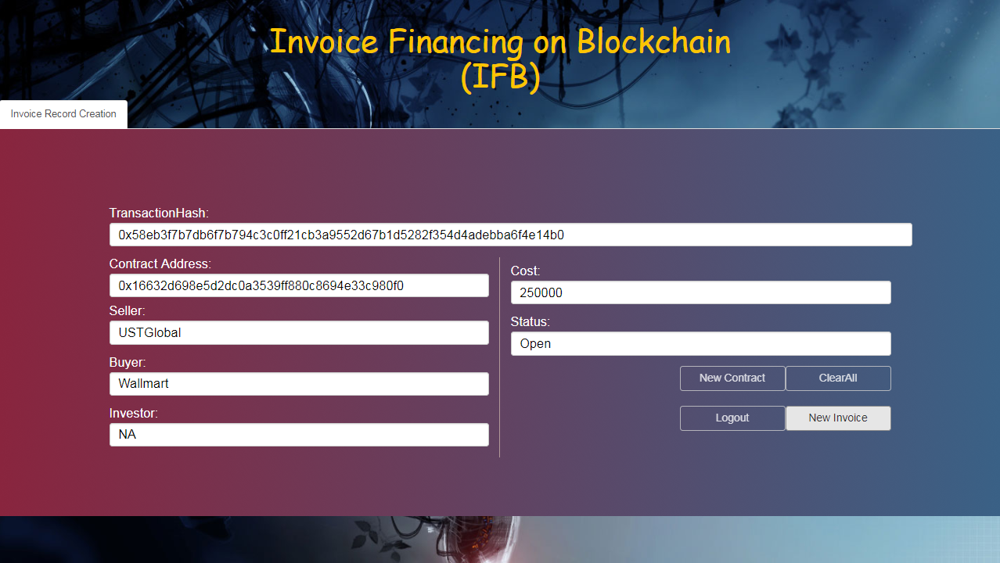 Invoice Financing on Blockchain
(IFB)
Invoice Record Creation
TransactionHash:
0x58eb3f7b7db6f7b794c3c0ff21cb3a9552d67b1d5282f354d4adebba6f4e14b0
Contract Address:
0x16632d698e5d2dc0a3539ff880c8694e33c980f0
Seller:
USTGlobal
Buyer:
Wallmart
Investor:
NA
Cost:
250000
Status:
Open
New Contract
ClearAll
Logout
New Invoice